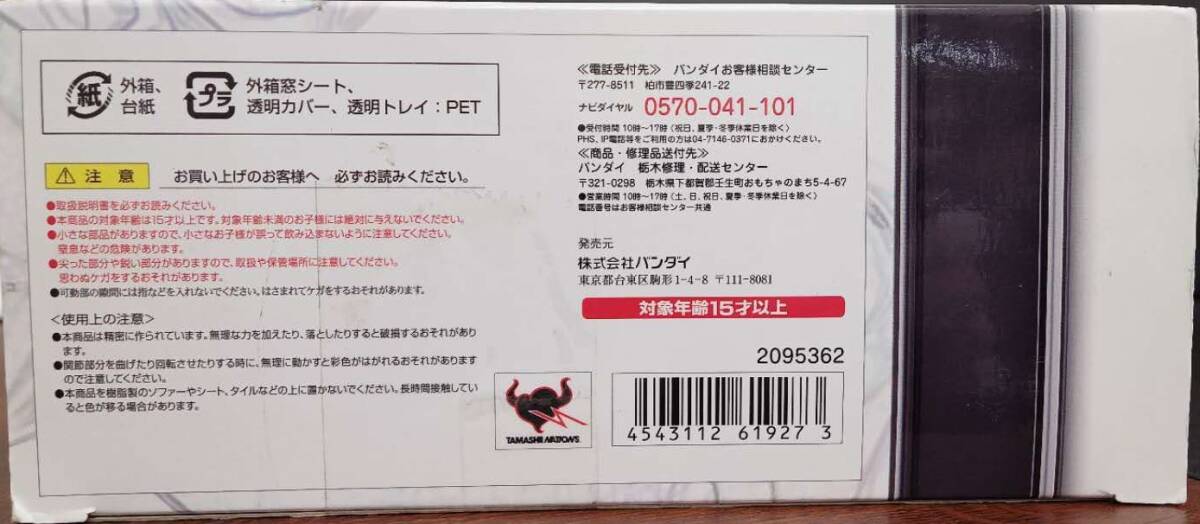 紙 外箱、
台紙
プラ 外箱窓シート、
透明カバー、透明トレイ:PET
注意 お買い上げのお客様へ 必ずお読みください。
●取扱説明書を必ずお読みください。
●本商品の対象年齢は15才以上です。対象年齢未満のお子様には絶対に与えないでください。
●小さな部品がありますので、小さなお子様が誤って飲み込まないように注意してください。
窒息などの危険があります。
●尖った部分や鋭い部分がありますので、取扱や保管場所に注意してください。
思わぬケガをするおそれがあります。
●可動部の隙間には指などを入れないでください。はさまれてケガをするおそれがあります。
<使用上の注意>
●本商品は精密に作られています。無理な力を加えたり、落としたりすると破損するおそれがあり
ます。
●関節部分を曲げたり回転させたりする時に、無理に動かすと彩色がはがれるおそれがあります
ので注意してください。
●本商品を樹脂製のソファーやシート、タイルなどの上に置かないでください。長時間接触してい
ると色が移る場合があります。
≪電話受付先≫ バンダイお客様相談センター
〒277-8511 柏市豊四季241-22
ナビダイヤル 0570-041-101
●受付時間 10時〜17時(祝日、夏季・冬季休業日を除く)
PHS、IP電話等をご利用の方は04-7146-0371におかけください。
≪商品・修理品送付先≫
バンダイ 栃木修理・配送センター
〒321-0298 栃木県下都賀郡壬生町おもちゃのまち5-4-67
●営業時間 10時〜17時(土、日、祝日、夏季・冬季休業日を除く)
電話番号はお客様相談センター共通
発売元
株式会社バンダイ
東京都台東区駒形1-4-8 〒111-8081
対象年齢15才以上
2095362
TAMASHII NATIONS
4543112 61927 3